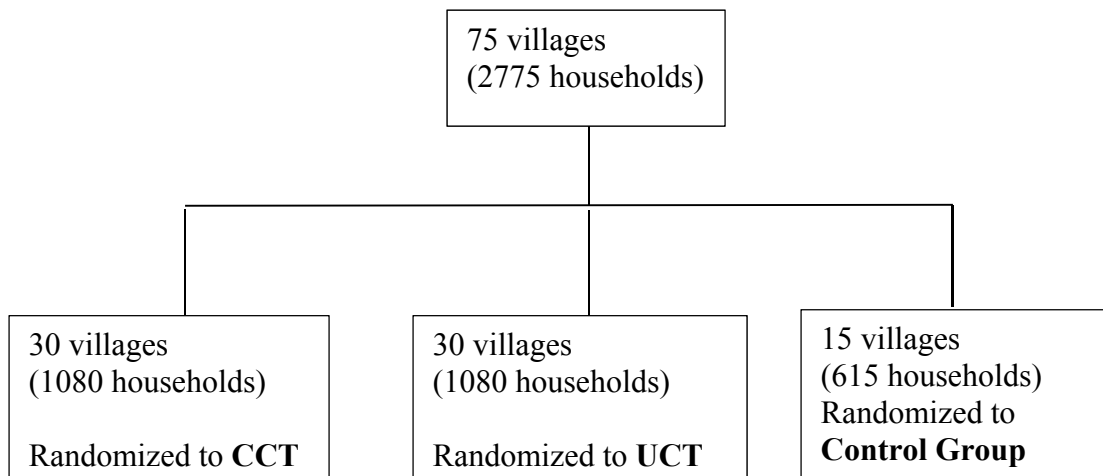 75 villages
(2775 households)
30 villages
(1080 households)
Randomized to CCT
30 villages
(1080 households)
Randomized to UCT
15 villages
(615 households)
Randomized to
Control Group